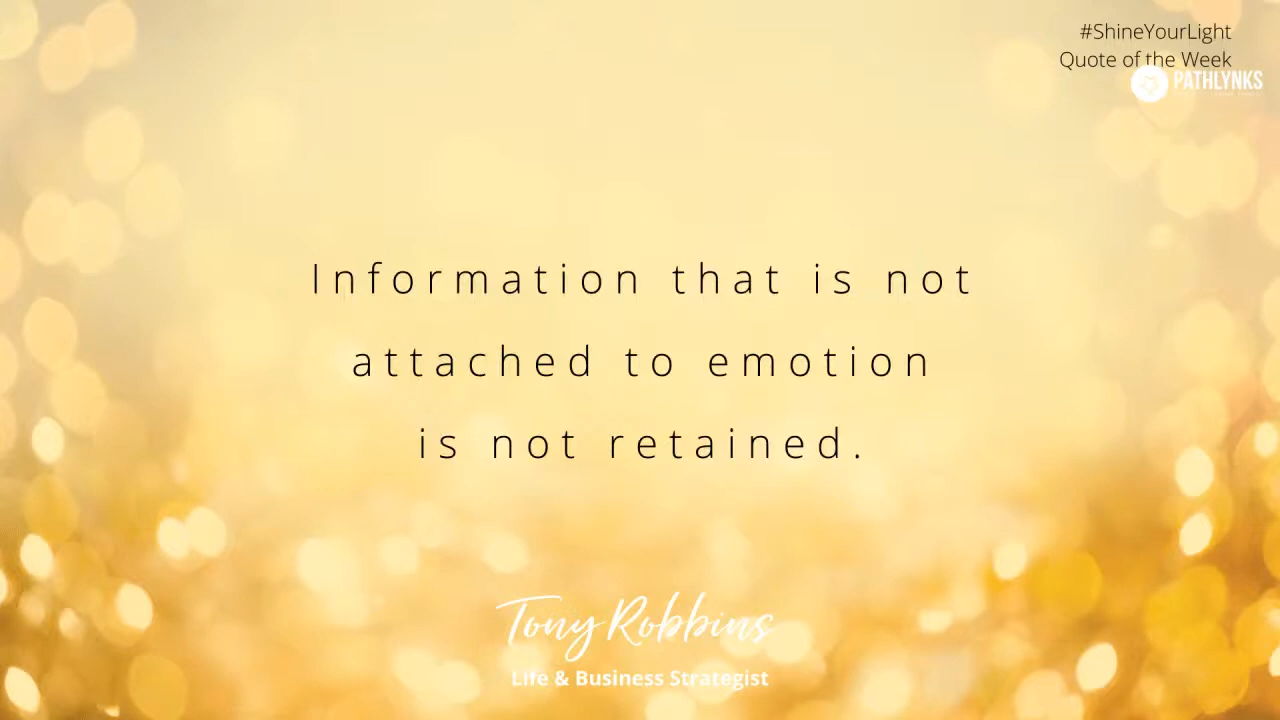 #ShineYourLight
Quote of the Week
PATHLYNKS
Information that is not
attached to emotion
is not retained.
Tony Robbins
Life & Business Strategist